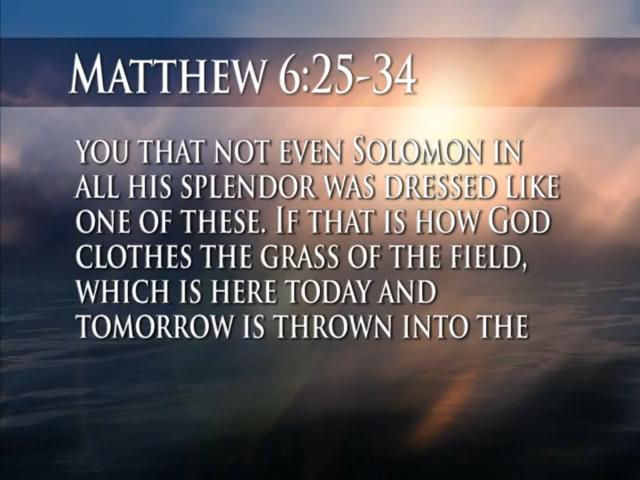 Matthew 6:25-34
you that not even Solomon in
all his splendor was dressed like
one of these. If that is how God
clothes the grass of the field,
which is here today and
tomorrow is thrown into the